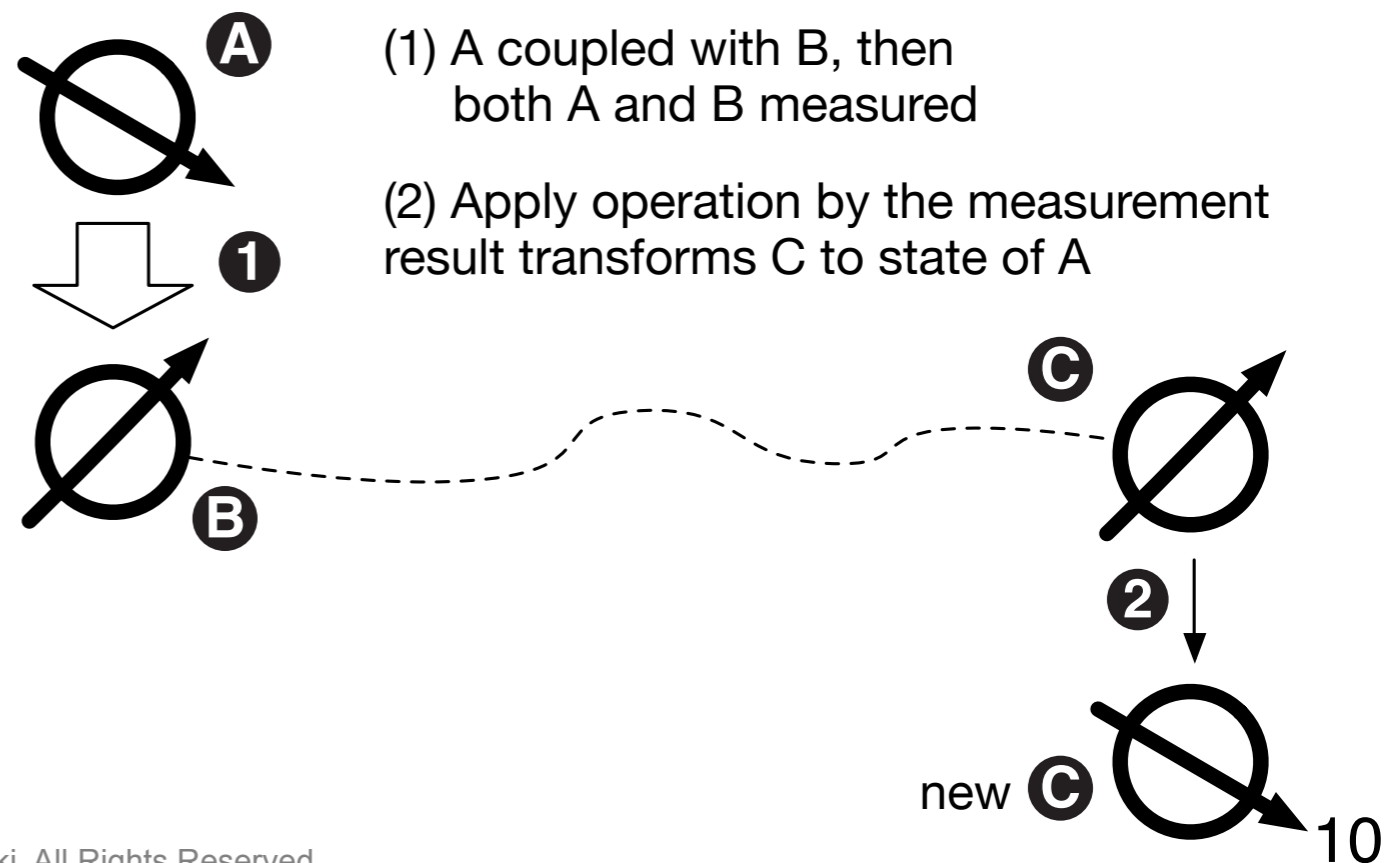 A
(1) A coupled with B, then
both A and B measured
(2) Apply operation by the measurement
result transforms C to state of A
1
C
B
2
new C
10
All Rights Reserved